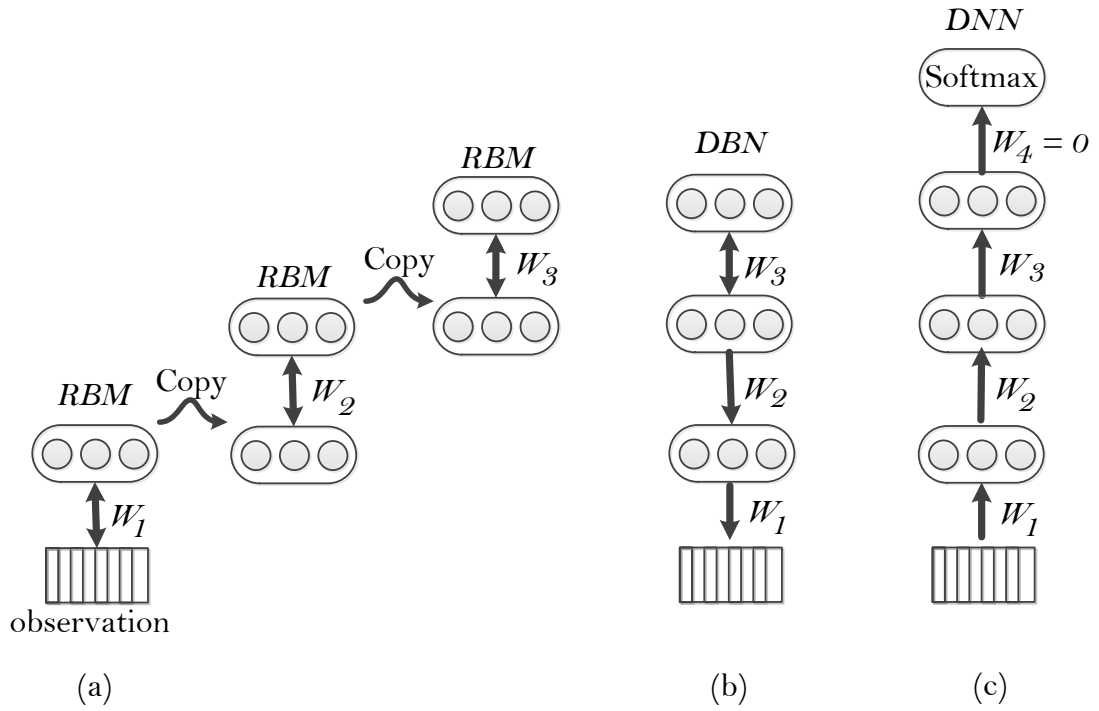 RBM
Copy
W1
observation
RBM
Copy
W2
RBM
W3
(a)
DBN
W3
W2
W1
(b)
DNN
Softmax
W4 = 0
W3
W2
W1
(c)